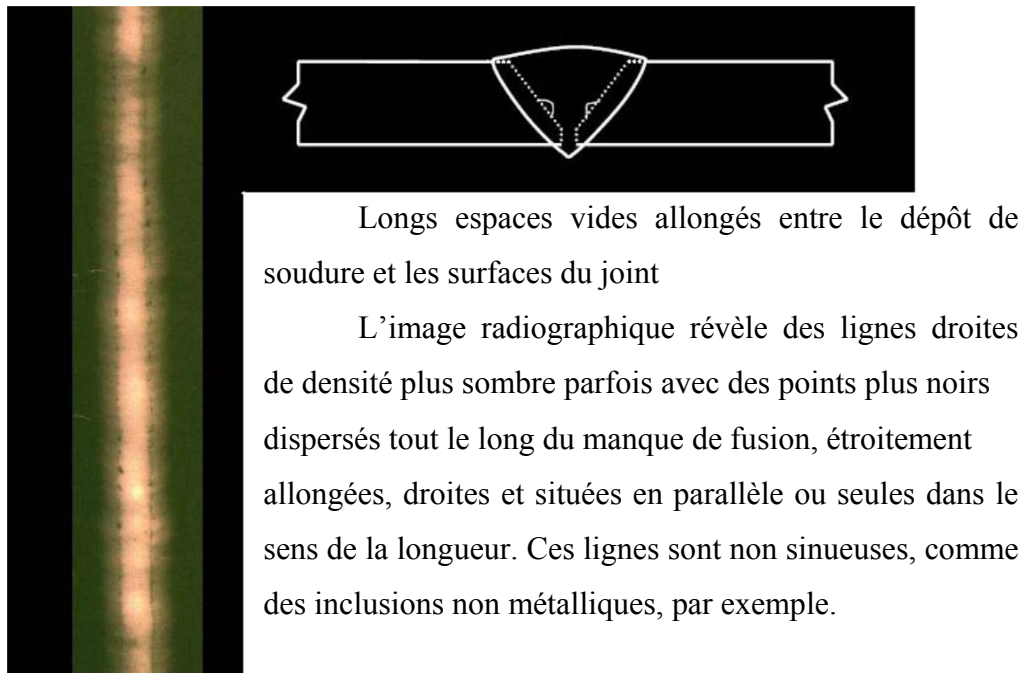 Longs espaces vides allongés entre le dépôt de
soudure et les surfaces du joint
L’image radiographique révèle des lignes droites
de densité plus sombre parfois avec des points plus noirs
dispersés tout le long du manque de fusion, étroitement
allongées, droites et situées en parallèle ou seules dans le
sens de la longueur. Ces lignes sont non sinueuses, comme
des inclusions non métalliques, par exemple.